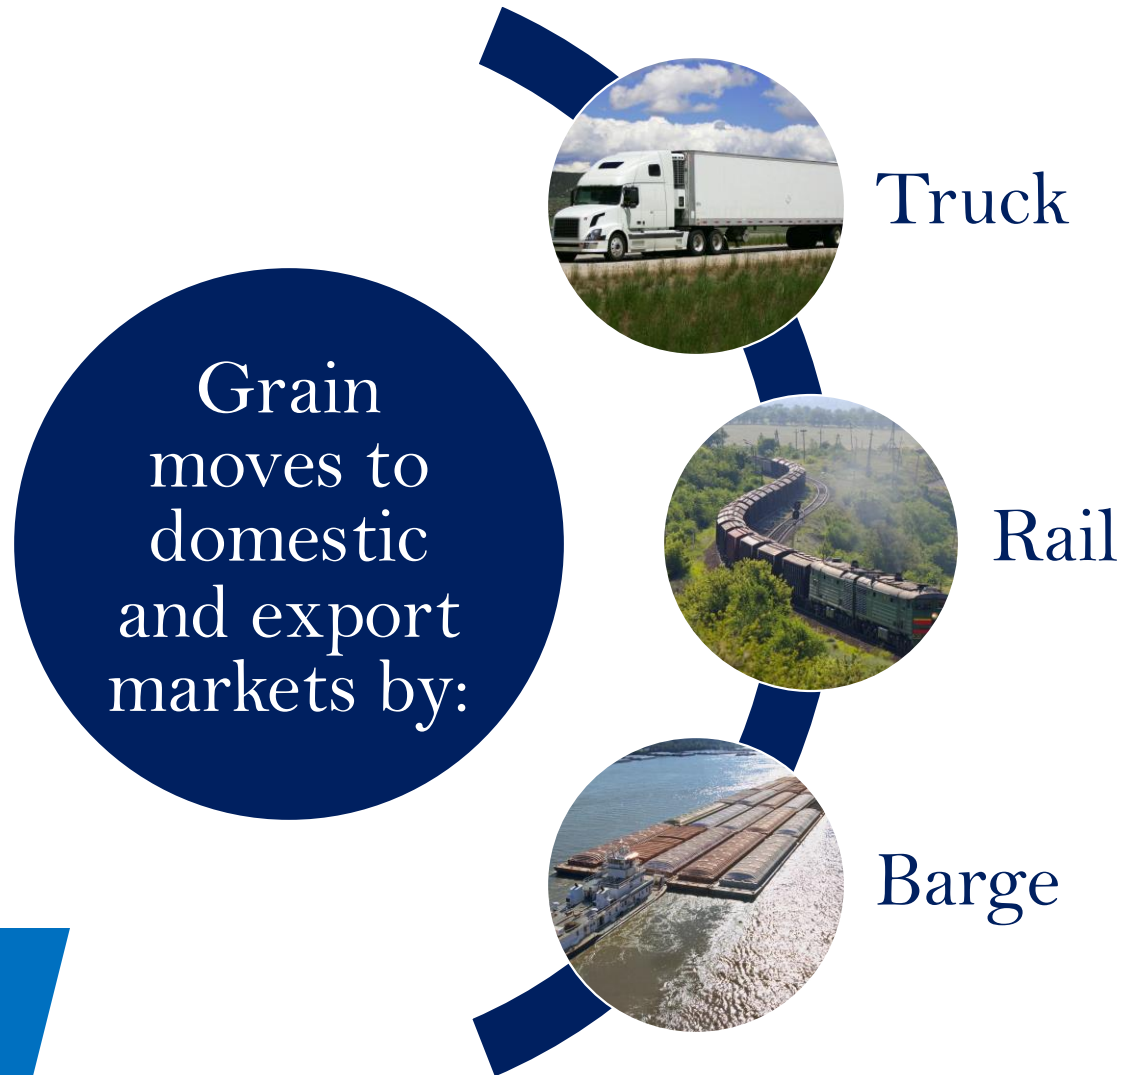 Grain
moves to
domestic
and export
markets by:
Truck
Rail
Barge